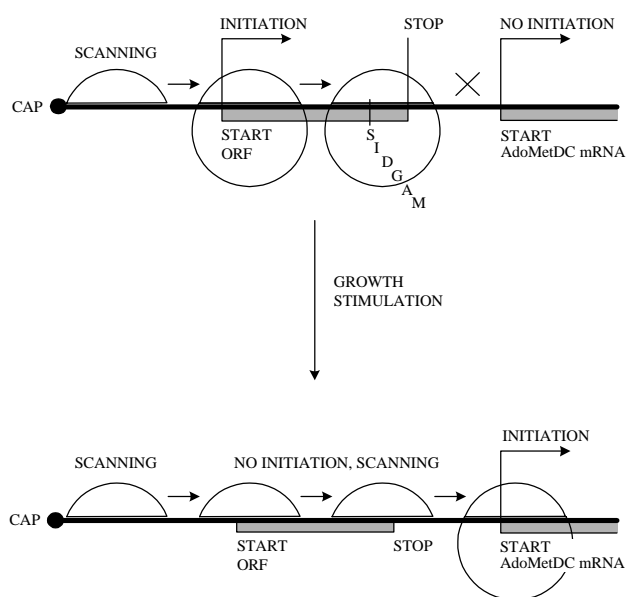 INITIATION
STOP
NO INITIATION
SCANNING
CAP
START
ORF
S
I
D
G
A
M
START
AdoMetDC mRNA
GROWTH
STIMULATION
INITIATION
SCANNING
NO INITIATION, SCANNING
CAP
START
ORF
STOP
START
AdoMetDC mRNA